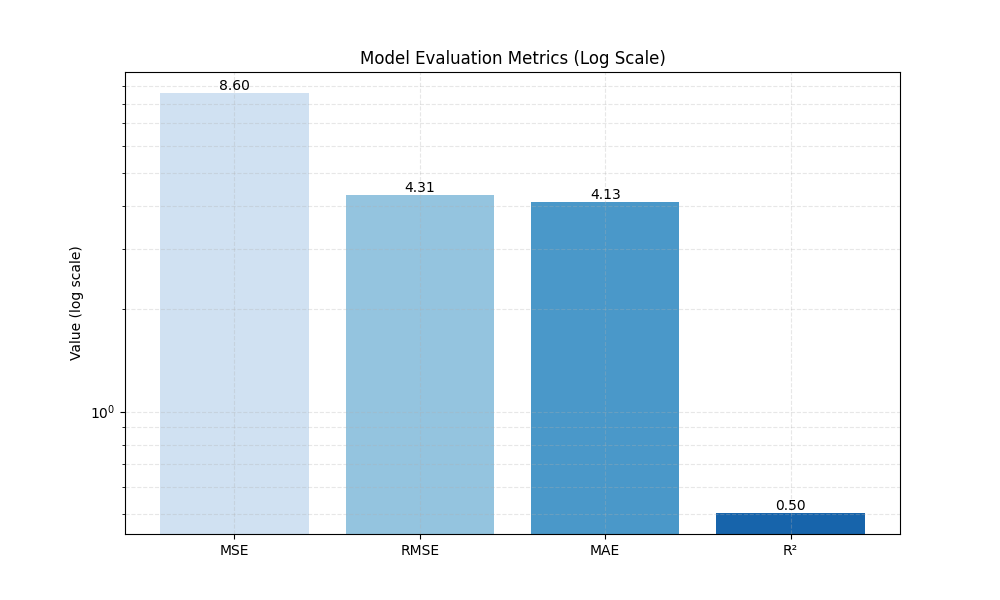 Model Evaluation Metrics (Log Scale)
8.60
4.31
4.13
0.50
Value (log scale)
10⁰
MSE RMSE MAE R²